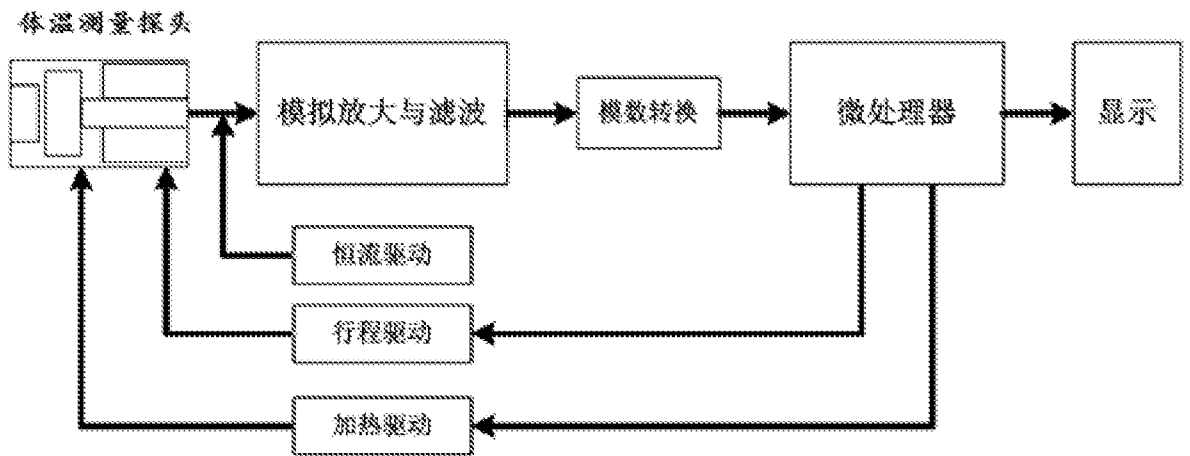 体温测量探头
模拟放大与滤波
模数转换
微处理器
显示
恒流驱动
行程驱动
加热驱动